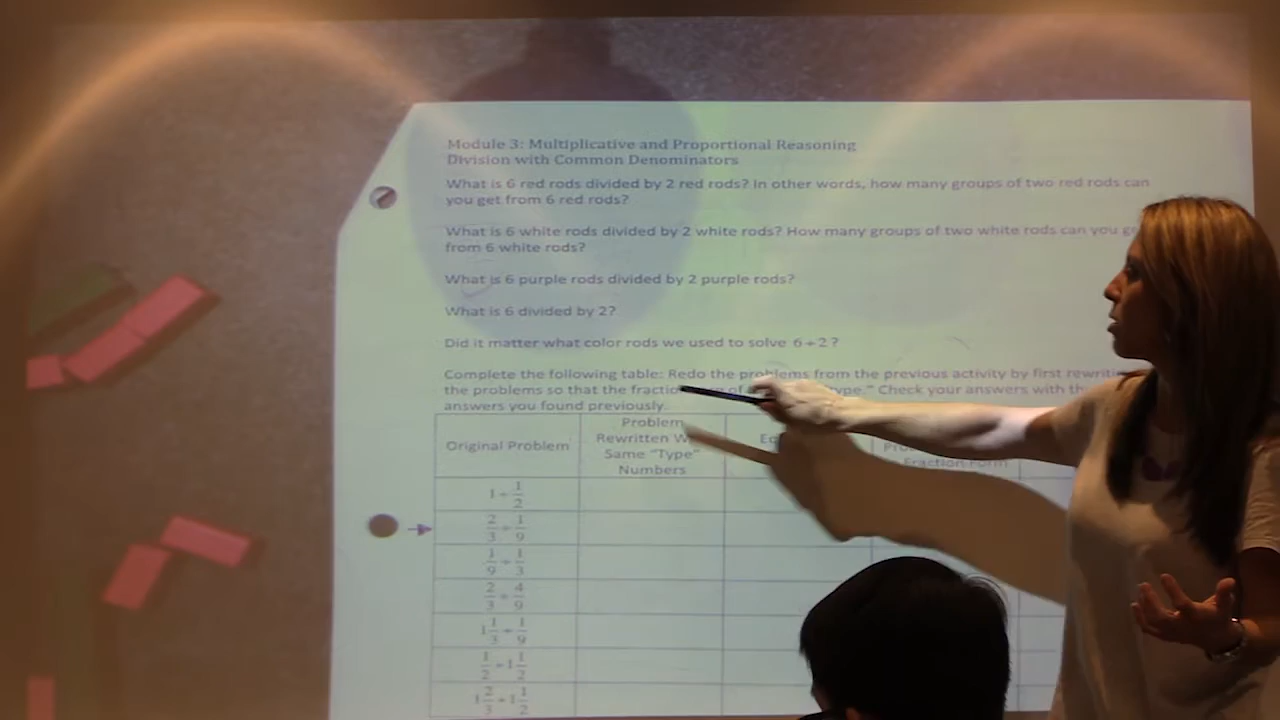 Module 3: Multiplicative and Proportional Reasoning
Division with Common Denominators
What is 6 red rods divided by 2 red rods? In other words, how many groups of two red rods can
you get from 6 red rods?
What is 6 white rods divided by 2 white rods? How many groups of two white rods can you
from 6 white rods?
What is 6 purple rods divided by 2 purple rods?
What is 6 divided by 2?
Did it matter what color rods we used to solve 6÷2?
Complete the following table: Redo the problems from the previous activity by first
the problems so that the of Check your answers with
answers you found previously.
Original Problem
Problem
Rewritten
Same "Type"
Numbers
Fraction Form
1 ÷ 1/2
2/3 ÷ 1/9
1/9 ÷ 1/3
2/3 ÷ 4/9
1 1/3 ÷ 1/9
1/2 ÷ 1 1/2
1 2/3 ÷ 1 1/2